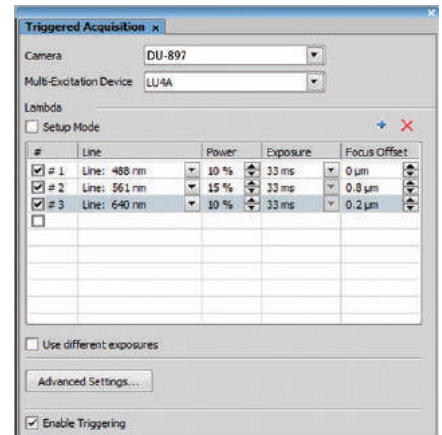 Triggered Acquisition x
Camera DU-897
Multi-Excitation Device LU4A
Lambda
Setup Mode
# Line Power Exposure Focus Offset
# 1 Line: 488 nm 10 % 33 ms 0 µm
# 2 Line: 561 nm 15 % 33 ms 0.8 µm
# 3 Line: 640 nm 10 % 33 ms 0.2 µm
Use different exposures
Advanced Settings...
Enable Triggering